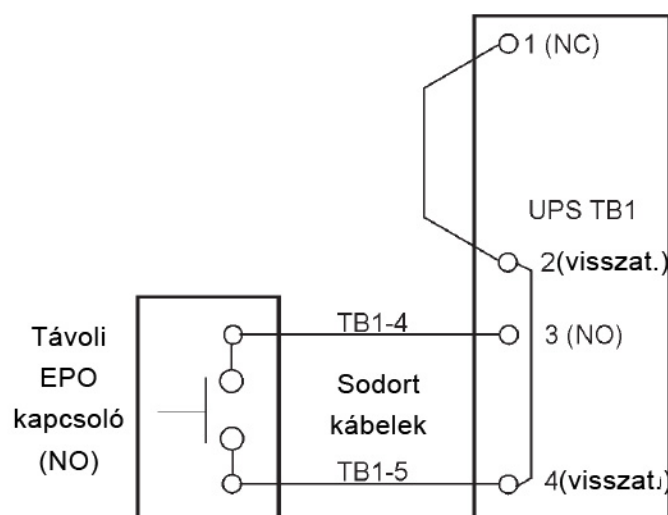 1 (NC)
UPS TB1
2(visszat.)
TB1-4
3 (NO)
Távoli
EPO
kapcsoló
(NO)
Sodort
kábelek
TB1-5
4(visszat.)